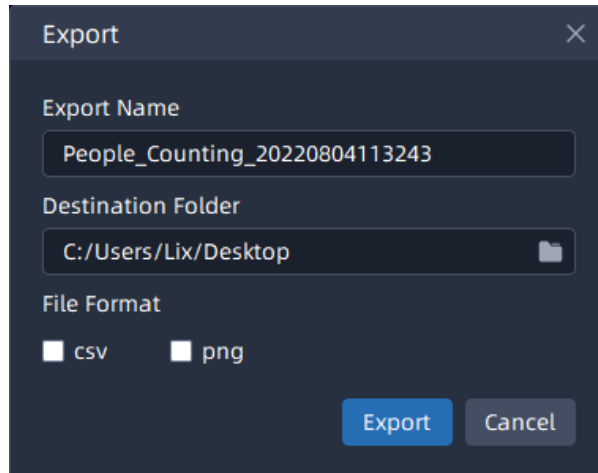 Export
Export Name
People_Counting_20220804113243
Destination Folder
C:/Users/Lix/Desktop
File Format
csv png
Export Cancel